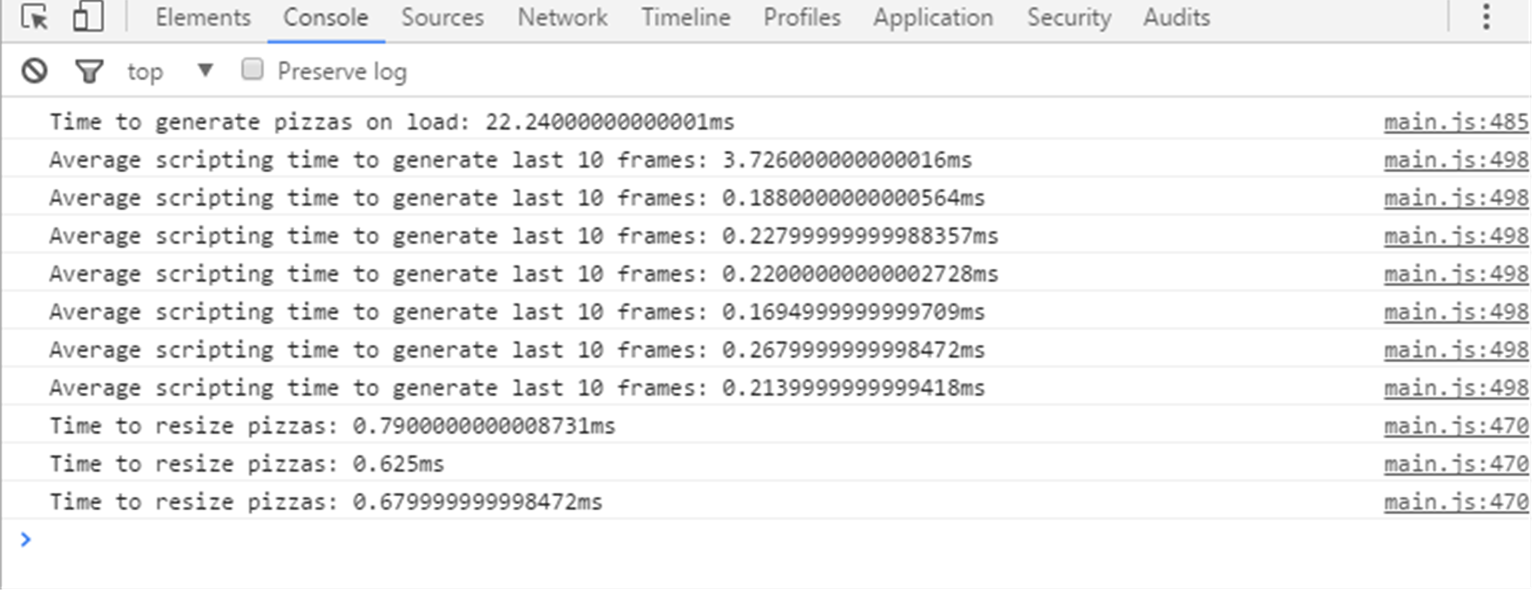 Elements Console Sources Network Timeline Profiles Application Security Audits
top Preserve log
Time to generate pizzas on load: 22.24000000000001ms main.js:485
Average scripting time to generate last 10 frames: 3.726000000000016ms main.js:498
Average scripting time to generate last 10 frames: 0.1880000000000564ms main.js:498
Average scripting time to generate last 10 frames: 0.22799999999988357ms main.js:498
Average scripting time to generate last 10 frames: 0.22000000000002728ms main.js:498
Average scripting time to generate last 10 frames: 0.1694999999999709ms main.js:498
Average scripting time to generate last 10 frames: 0.2679999999998472ms main.js:498
Average scripting time to generate last 10 frames: 0.2139999999999418ms main.js:498
Time to resize pizzas: 0.7900000000008731ms main.js:470
Time to resize pizzas: 0.625ms main.js:470
Time to resize pizzas: 0.679999999998472ms main.js:470